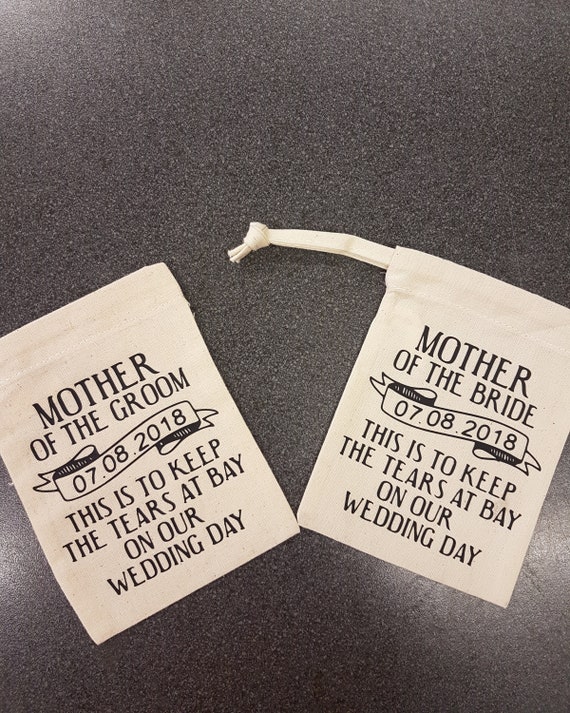 MOTHER
OF THE GROOM
07.08.2018
THIS IS TO KEEP
THE TEARS AT BAY
ON OUR
WEDDING DAY
MOTHER
OF THE BRIDE
07.08.2018
THIS IS TO KEEP
THE TEARS AT BAY
ON OUR
WEDDING DAY